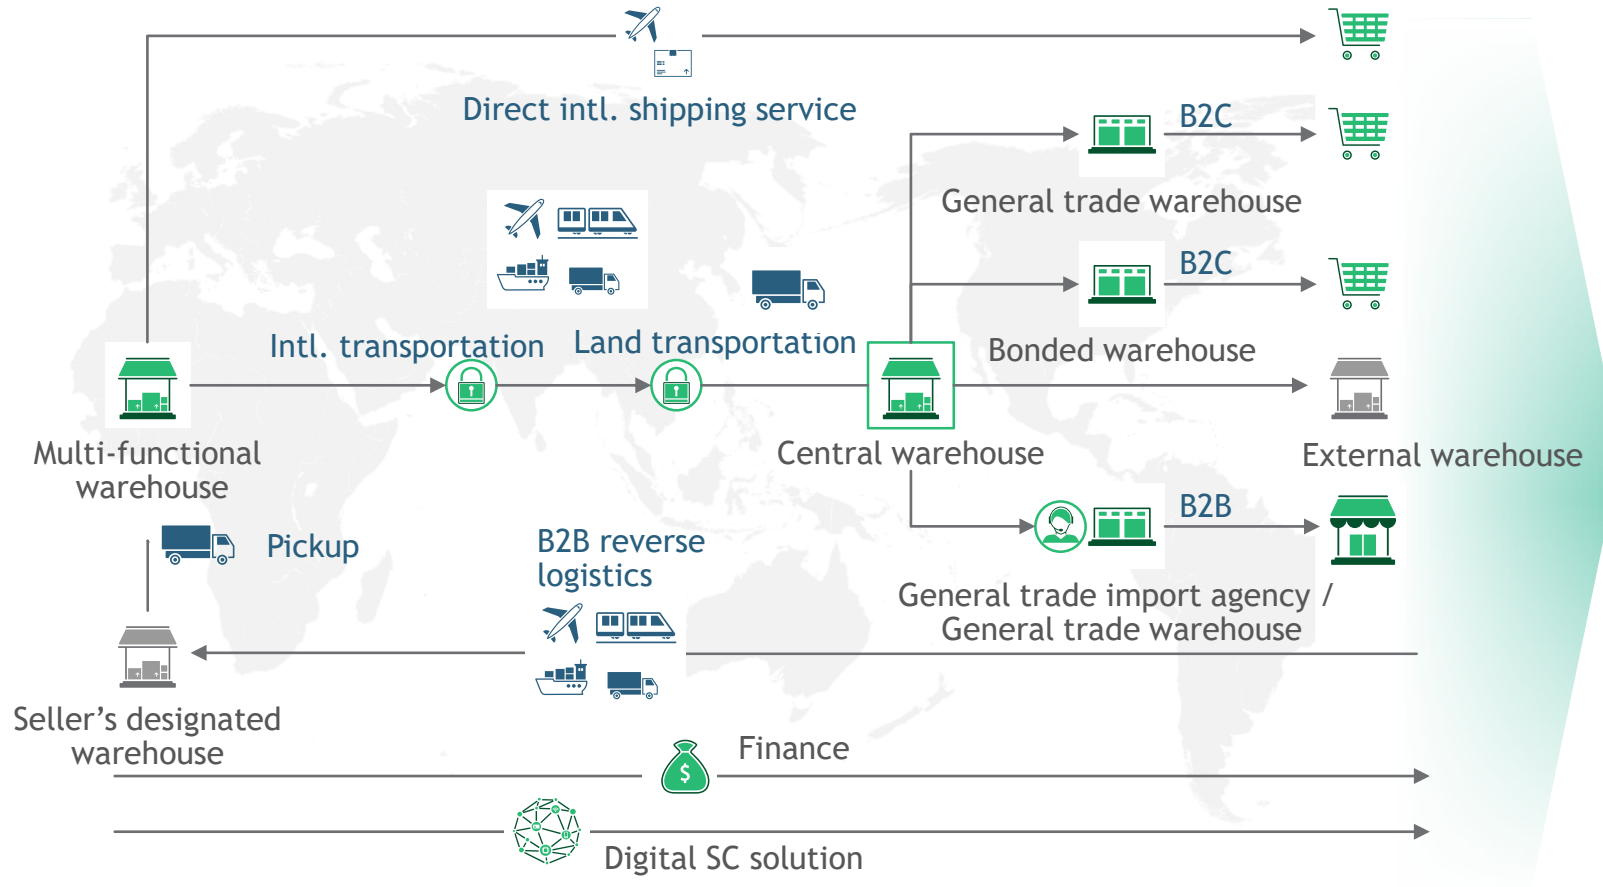 Direct intl. shipping service
B2C
General trade warehouse
B2C
Intl. transportation
Land transportation
Bonded warehouse
Multi-functional
warehouse
Central warehouse
External warehouse
Pickup
B2B reverse
logistics
B2B
General trade import agency /
General trade warehouse
Seller’s designated
warehouse
$
Finance
Digital SC solution